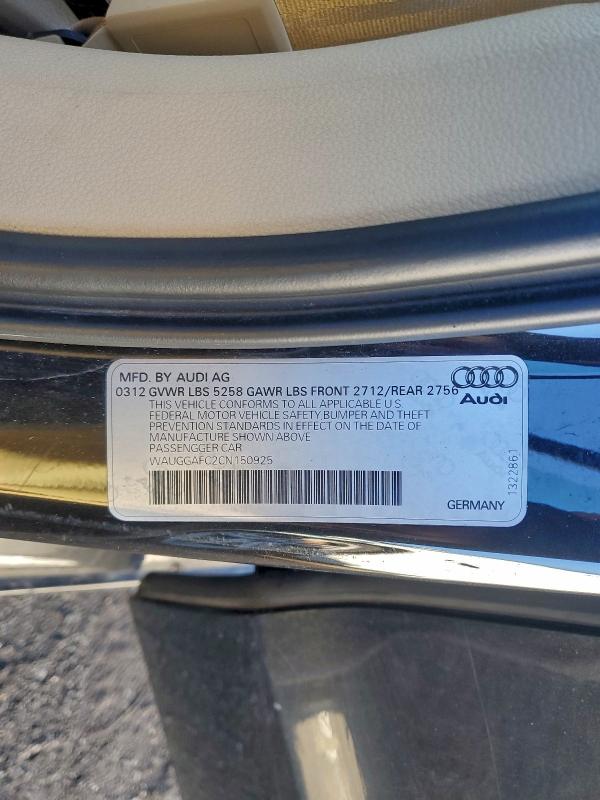 MFD. BY AUDI AG
0312 GVWR LBS 5258 GAWR LBS FRONT 2712/REAR 2756
THIS VEHICLE CONFORMS TO ALL APPLICABLE U.S.
FEDERAL MOTOR VEHICLE SAFETY, BUMPER AND THEFT
PREVENTION STANDARDS IN EFFECT ON THE DATE OF
MANUFACTURE SHOWN ABOVE
PASSENGGER CAR
WAUGGAFC2CN150925
Audi
1322861
GERMANY